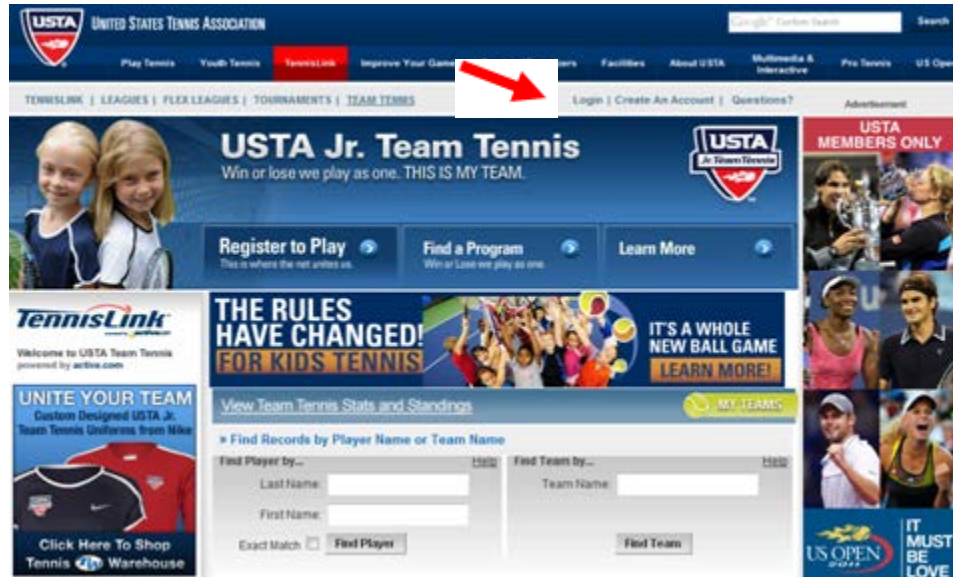 USTA UNITED STATES TENNIS ASSOCIATION
Google™ Custom Search Search
Play Tennis Youth Tennis TennisLink Improve Your Game ers Facilities About USTA Multimedia & Interactive Pro Tennis US Open
TENNISLINK | LEAGUES | FLEX LEAGUES | TOURNAMENTS | TEAM TENNIS
Login | Create An Account | Questions?
Advertisement
USTA Jr. Team Tennis
Win or lose we play as one. THIS IS MY TEAM.
USTA
Jr. Team Tennis
USTA
MEMBERS ONLY
Register to Play
This is where the net unites us.
Find a Program
Win or Lose we play as one.
Learn More
TennisLink
Welcome to USTA Team Tennis
powered by active.com
THE RULES
HAVE CHANGED!
FOR KIDS TENNIS
IT'S A WHOLE
NEW BALL GAME
LEARN MORE!
UNITE YOUR TEAM
Custom Designed USTA Jr.
Team Tennis Uniforms from Nike
Click Here To Shop
Tennis Warehouse
View Team Tennis Stats and Standings
MY TEAMS
» Find Records by Player Name or Team Name
Find Player by... Help
Last Name:
First Name:
Exact Match Find Player
Find Team by... Help
Team Name:
Find Team
US OPEN
2011
IT
MUST
BE
LOVE